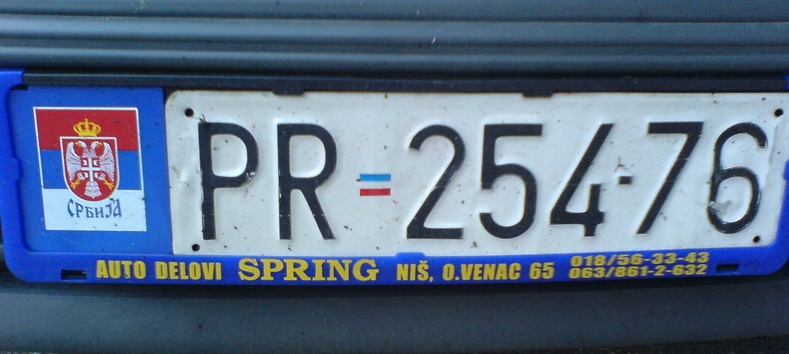 СРБИЈА
PR 254·76
AUTO DELOVI SPRING NIŠ, O.VENAC 65
018/56-33-43
063/861-2-632